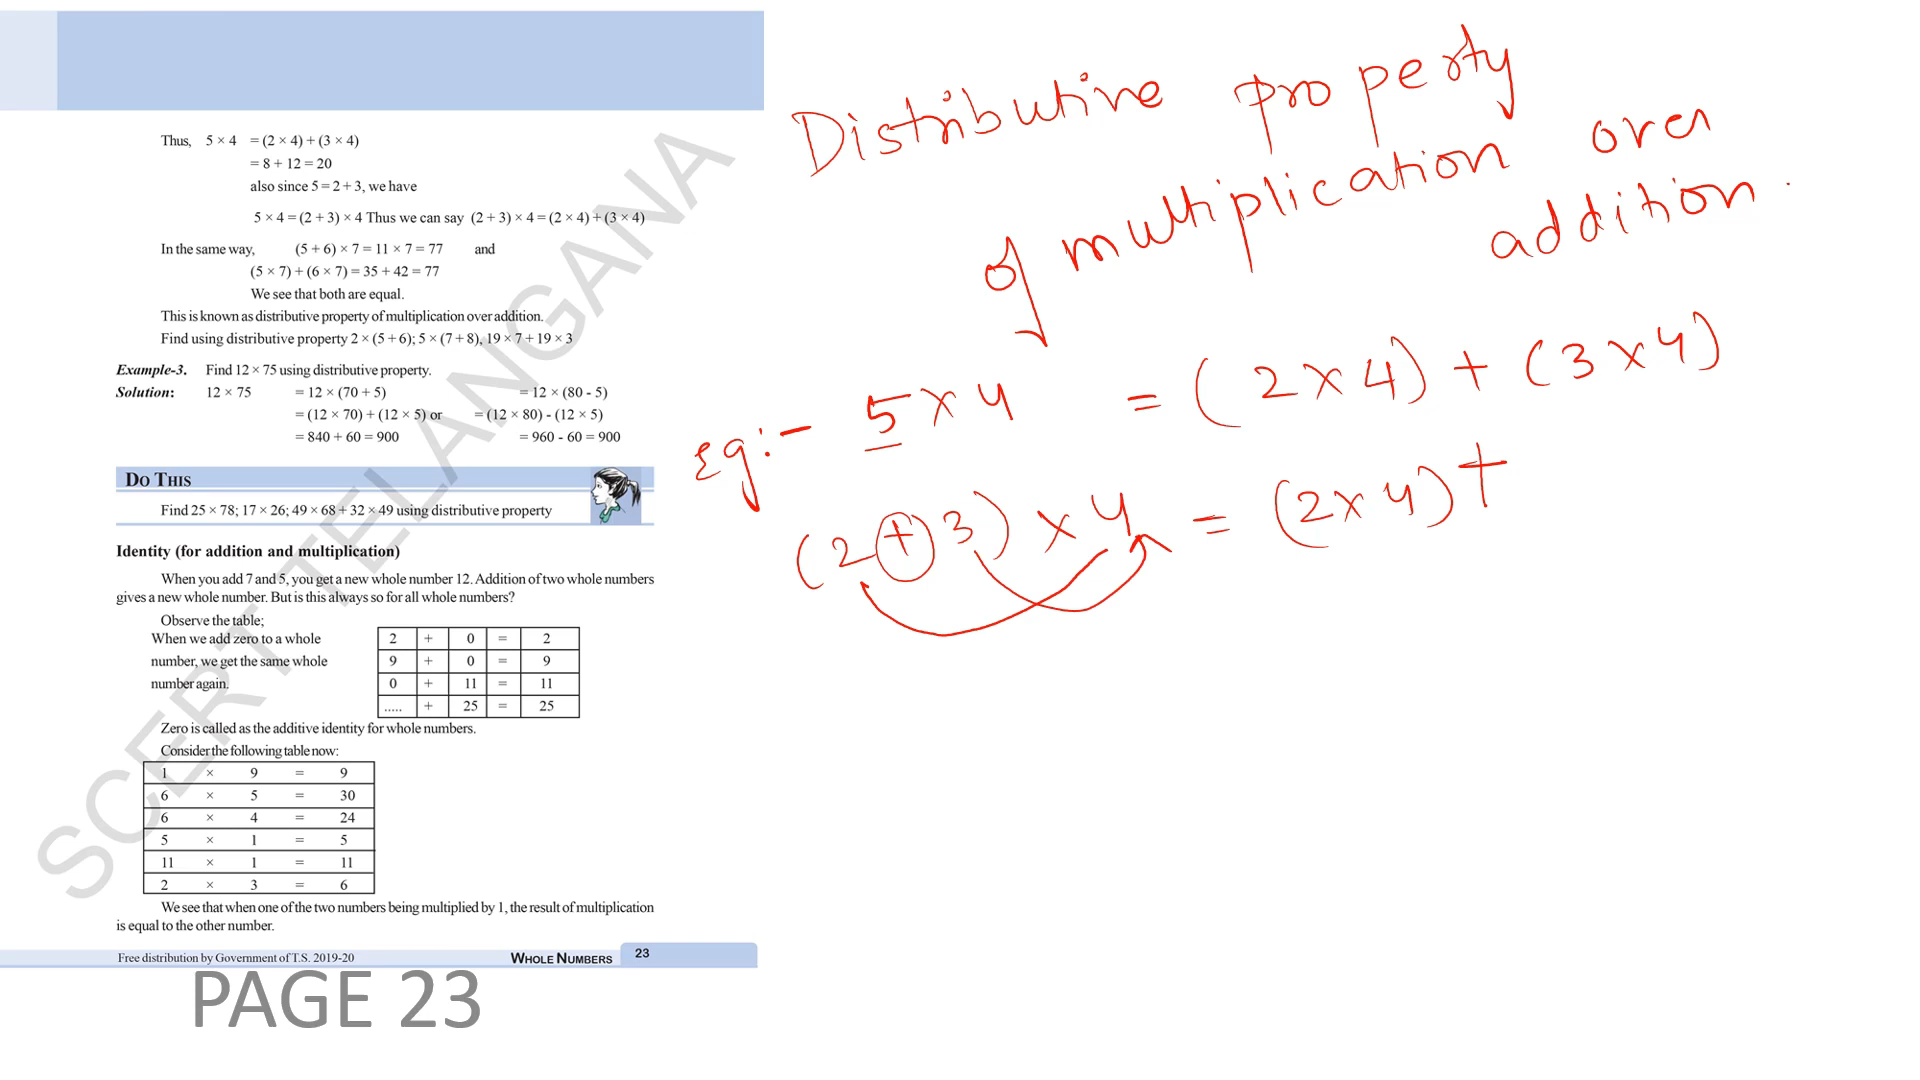 Thus, 5 × 4 = (2 × 4) + (3 × 4)
= 8 + 12 = 20
also since 5 = 2 + 3, we have
5 × 4 = (2 + 3) × 4 Thus we can say (2 + 3) × 4 = (2 × 4) + (3 × 4)
In the same way, (5 + 6) × 7 = 11 × 7 = 77 and
(5 × 7) + (6 × 7) = 35 + 42 = 77
We see that both are equal.
This is known as distributive property of multiplication over addition.
Find using distributive property 2 × (5 + 6); 5 × (7 + 8), 19 × 7 + 19 × 3
Example-3. Find 12 × 75 using distributive property.
Solution: 12 × 75 = 12 × (70 + 5) = 12 × (80 - 5)
= (12 × 70) + (12 × 5) or = (12 × 80) - (12 × 5)
= 840 + 60 = 900 = 960 - 60 = 900
DO THIS
Find 25 × 78; 17 × 26; 49 × 68 + 32 × 49 using distributive property
Identity (for addition and multiplication)
When you add 7 and 5, you get a new whole number 12. Addition of two whole numbers
gives a new whole number. But is this always so for all whole numbers?
Observe the table;
When we add zero to a whole
number, we get the same whole
number again.
2 + 0 = 2
9 + 0 = 9
0 + 11 = 11
..... + 25 = 25
Zero is called as the additive identity for whole numbers.
Consider the following table now:
1 × 9 = 9
6 × 5 = 30
6 × 4 = 24
5 × 1 = 5
11 × 1 = 11
2 × 3 = 6
We see that when one of the two numbers being multiplied by 1, the result of multiplication
is equal to the other number.
Free distribution by Government of T.S. 2019-20 WHOLE NUMBERS 23
SCERT TELANGANA
PAGE 23
Distributive property
of multiplication over
addition.
eg:- 5 × 4 = (2 × 4) + (3 × 4)
(2 + 3) × 4 = (2 × 4) +